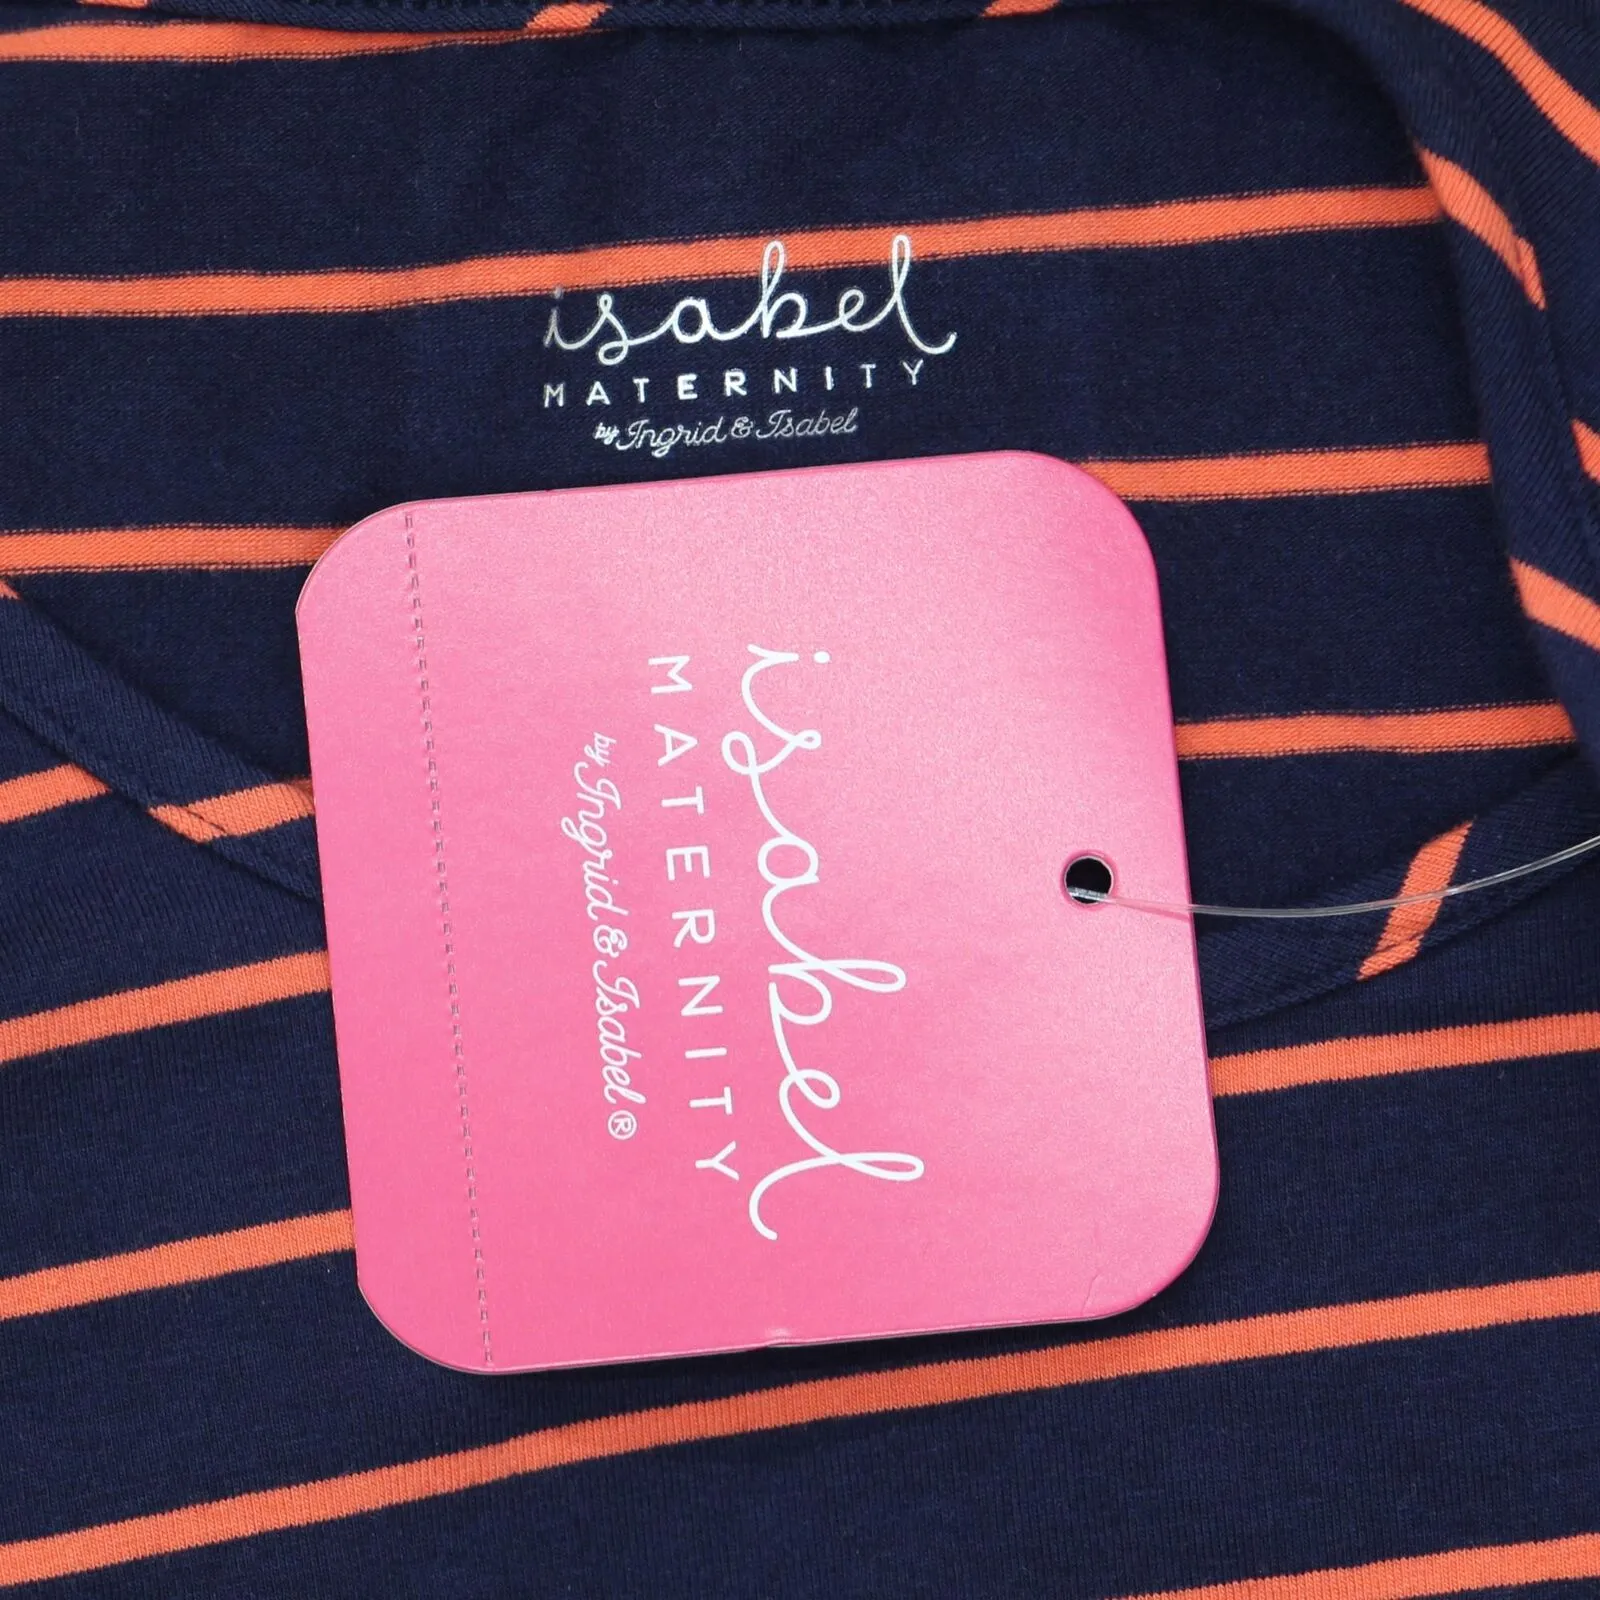 isabel
MATERNITY
by Ingrid & Isabel
isabel
MATERNITY
by Ingrid & Isabel®